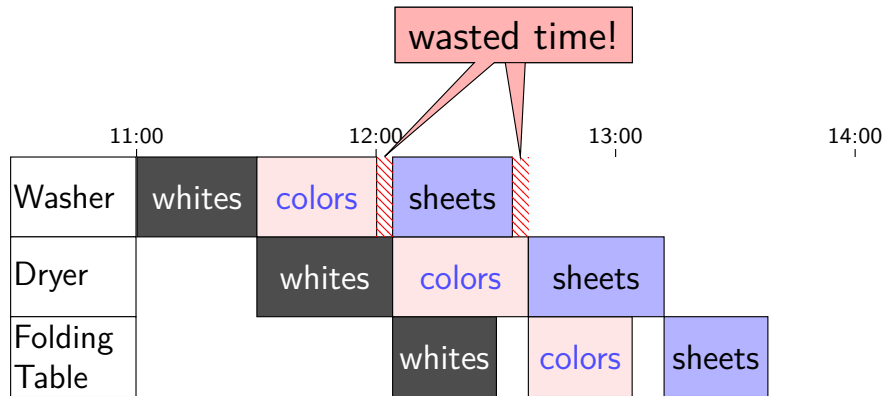 wasted time!
11:00 12:00 13:00 14:00
Washer whites colors sheets
Dryer whites colors sheets
Folding
Table whites colors sheets